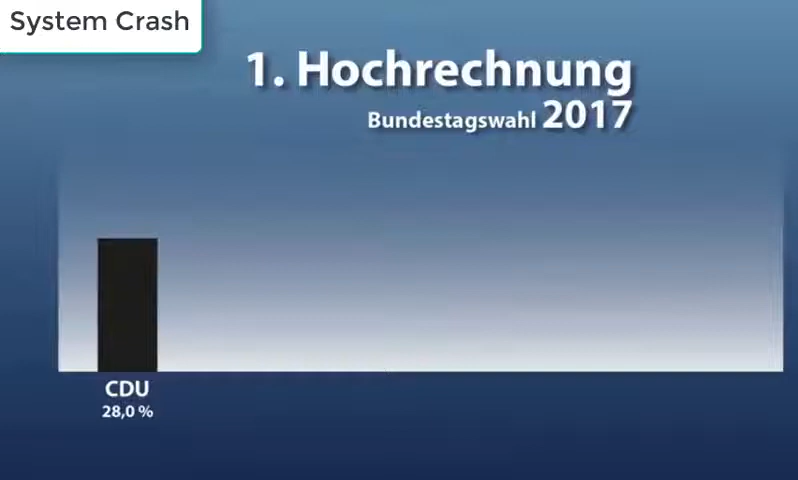 System Crash
1. Hochrechnung
Bundestagswahl 2017
CDU
28,0 %